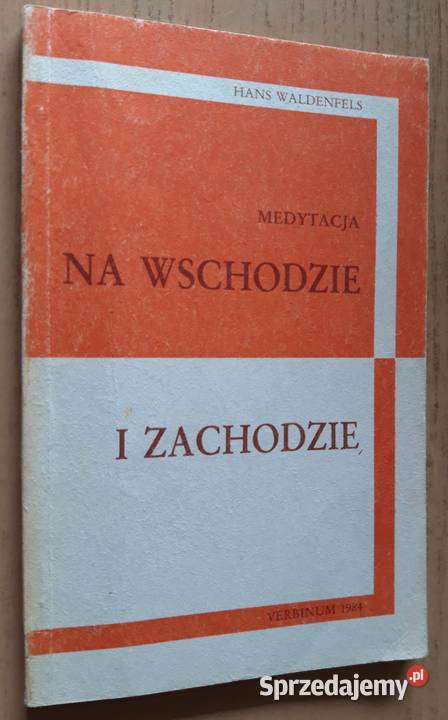 HANS WALDENFELS
MEDYTACJA
NA WSCHODZIE
I ZACHODZIE
VERBINUM 1984
Sprzedajemy.pl